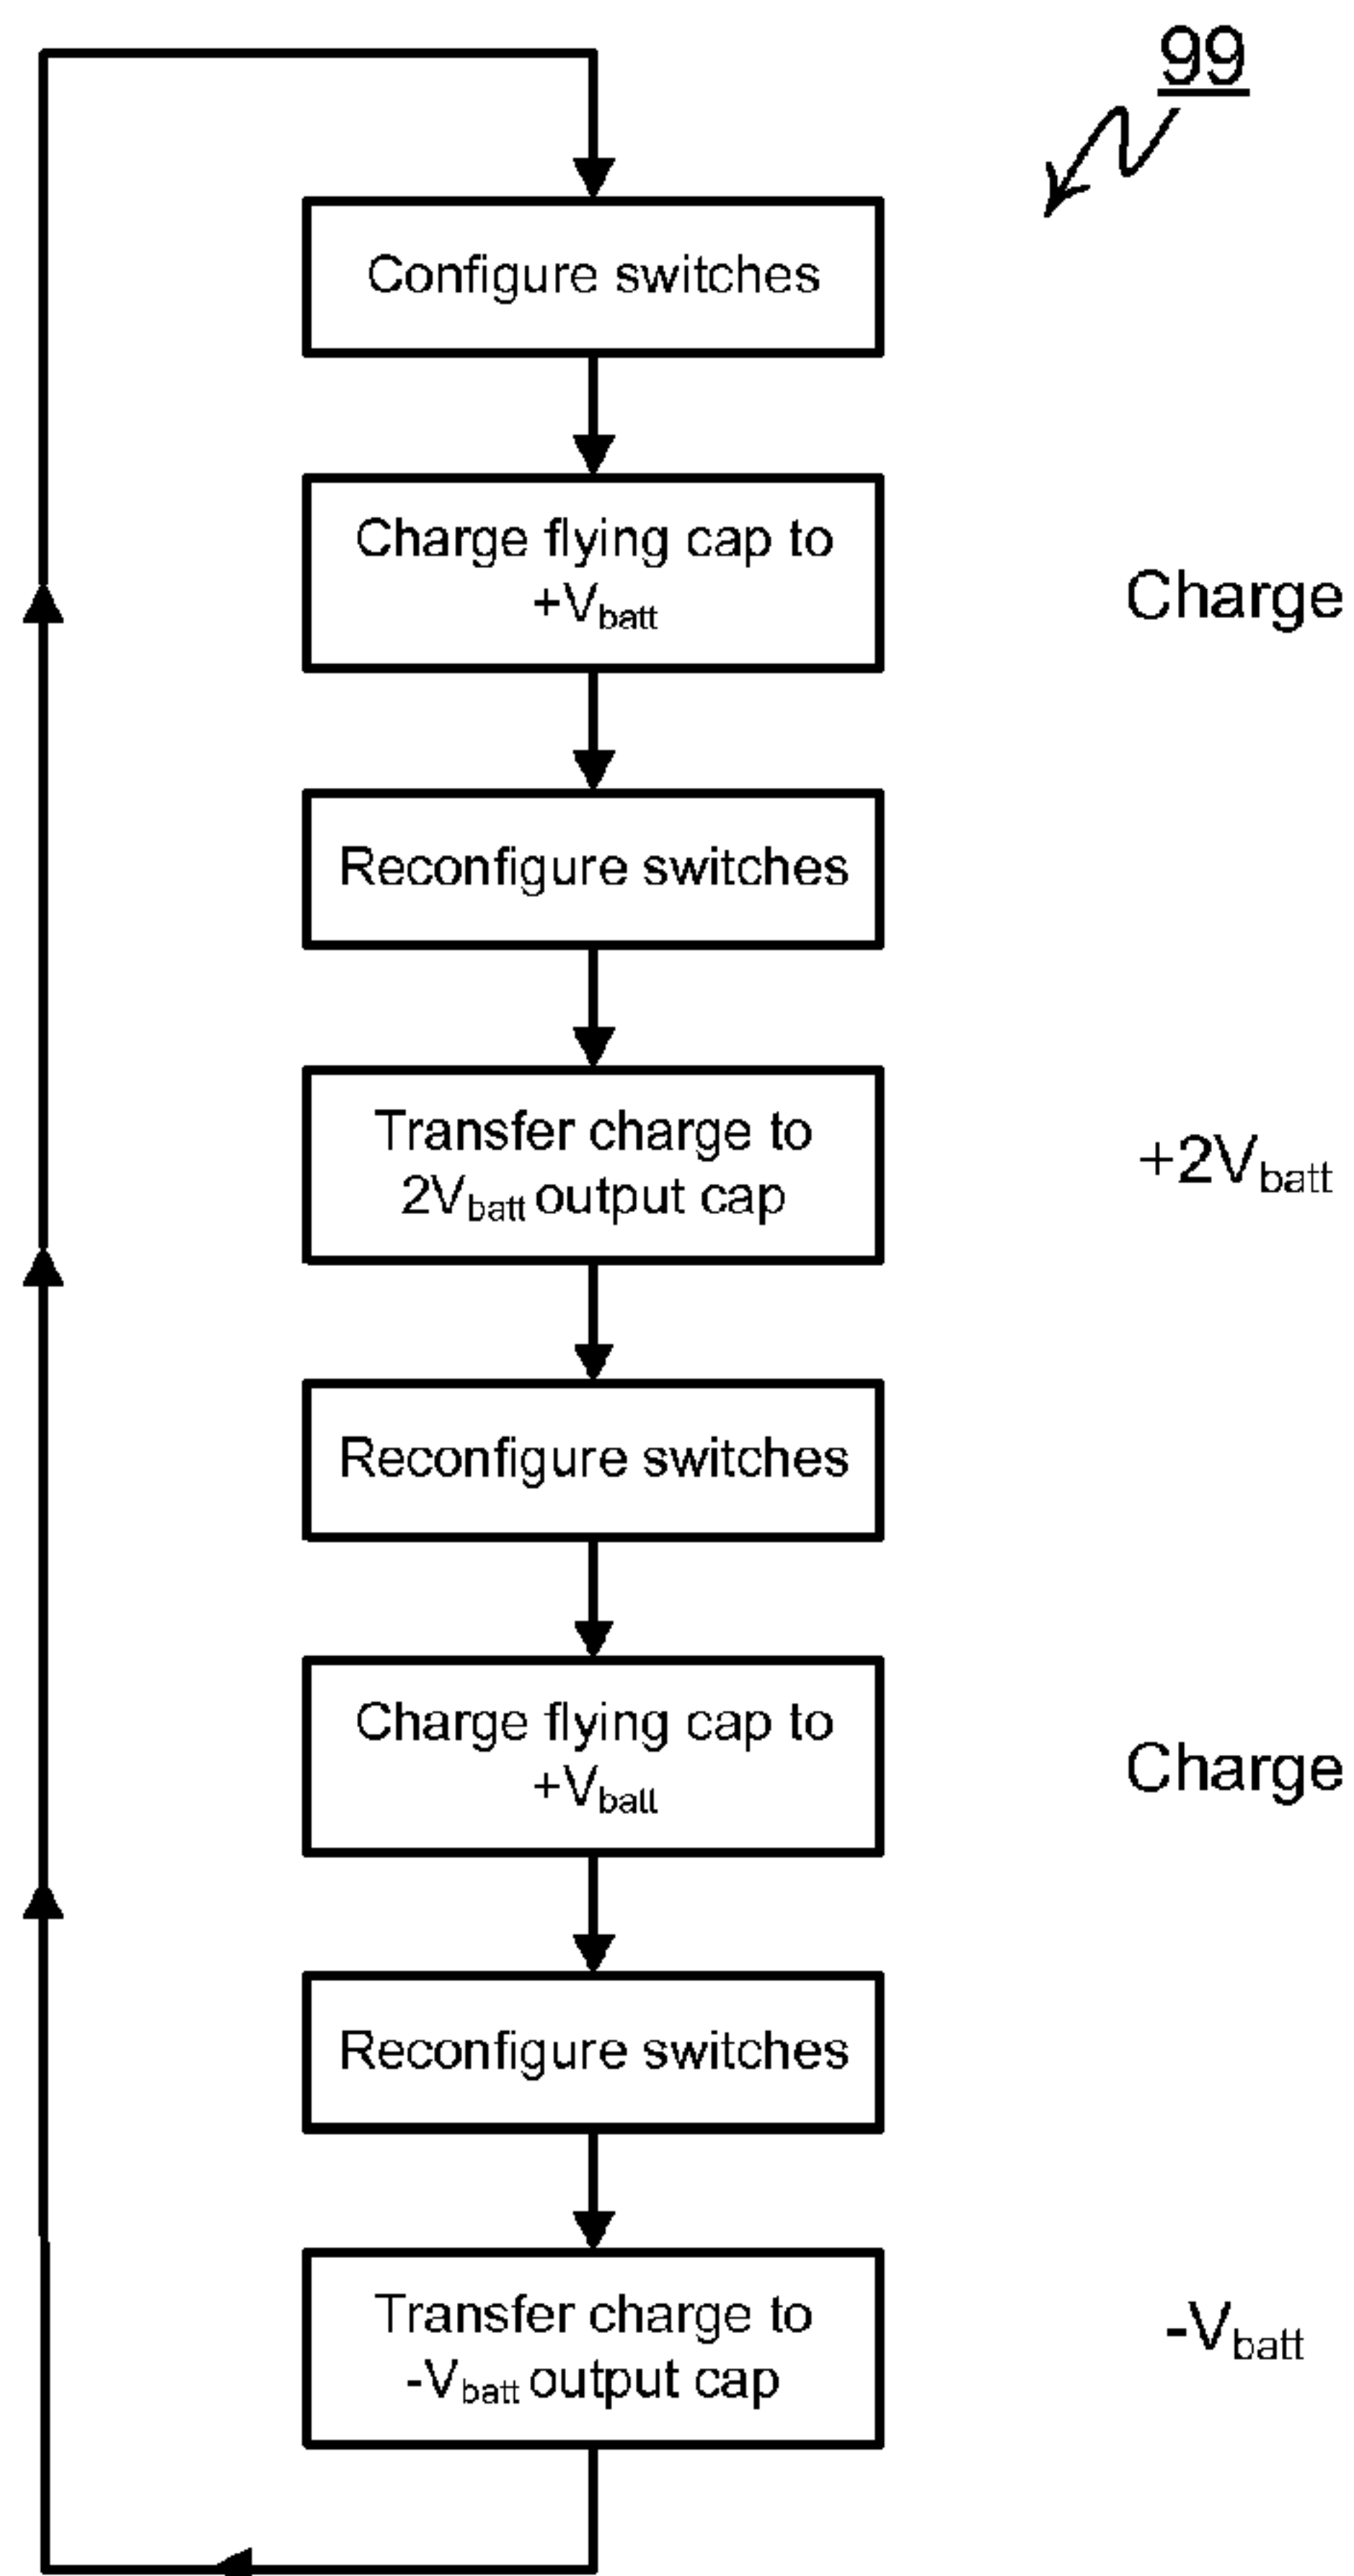 99
Configure switches
Charge flying cap to
+Vbatt
Charge
Reconfigure switches
Transfer charge to
2Vbatt output cap
+2Vbatt
Reconfigure switches
Charge flying cap to
+Vbatt
Charge
Reconfigure switches
Transfer charge to
-Vbatt output cap
-Vbatt